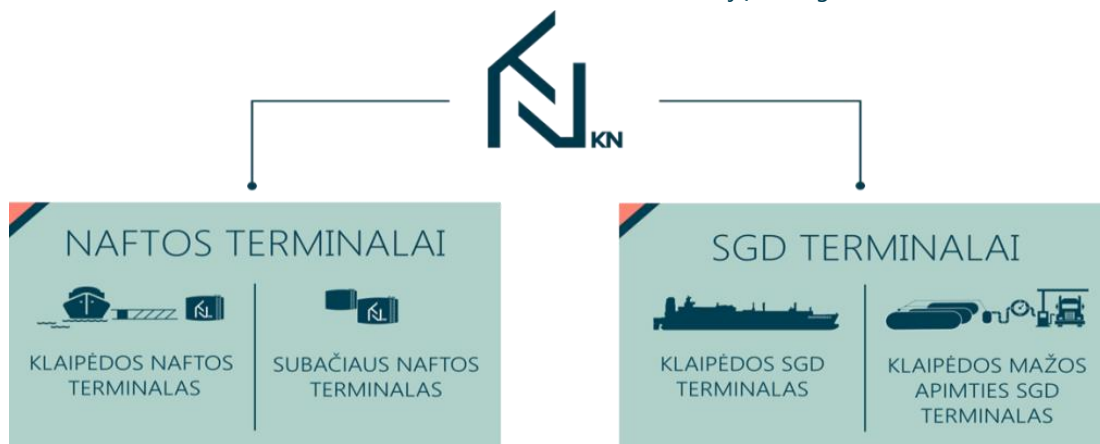 KN
NAFTOS TERMINALAI
KLAIPĖDOS NAFTOS
TERMINALAS
SUBAČIAUS NAFTOS
TERMINALAS
SGD TERMINALAI
KLAIPĖDOS SGD
TERMINALAS
KLAIPĖDOS MAŽOS
APIMTIES SGD
TERMINALAS